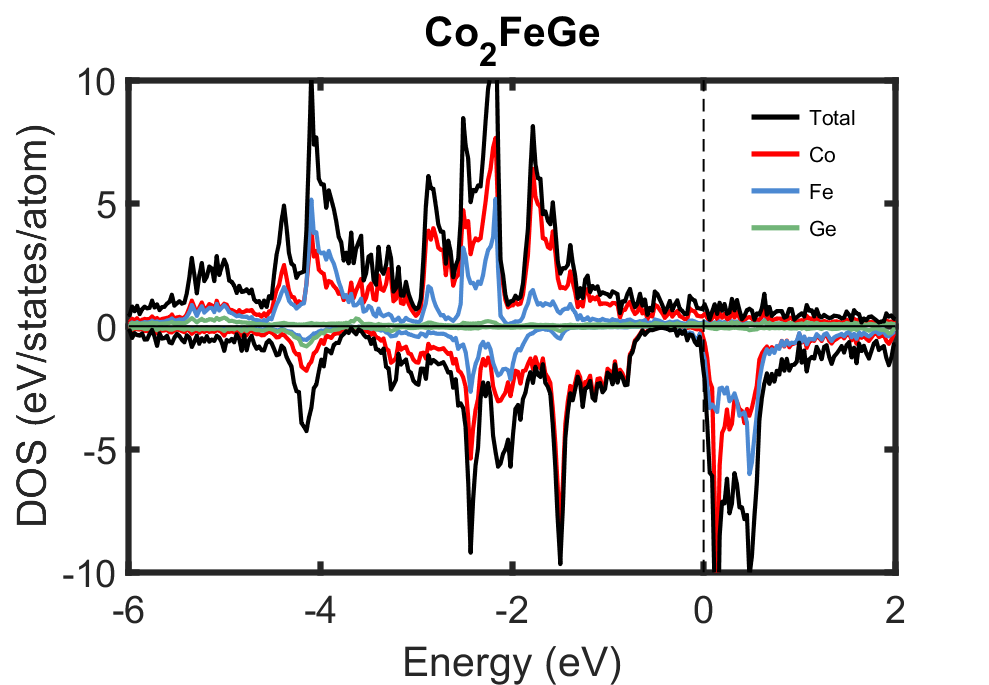 Co₂FeGe
10
5
0
-5
-10
DOS (eV/states/atom)
Total
Co
Fe
Ge
-6 -4 -2 0 2
Energy (eV)